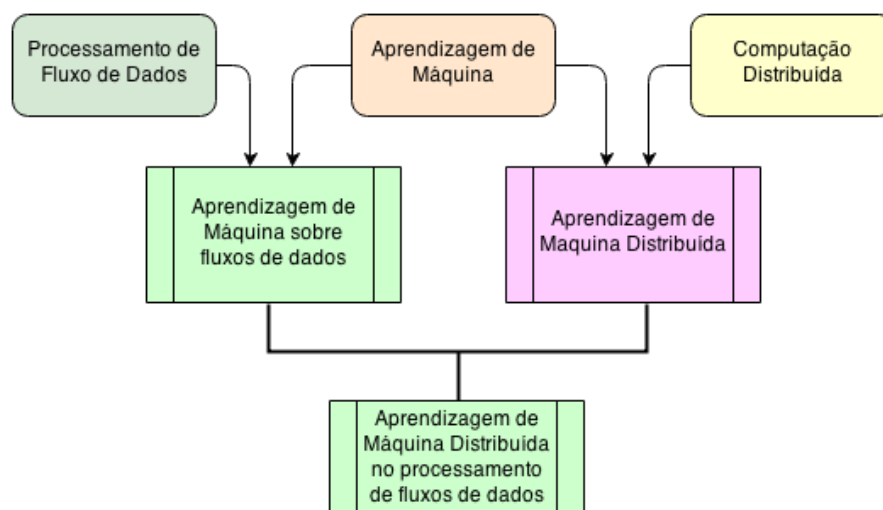 Processamento de
Fluxo de Dados
Aprendizagem de
Máquina
Computação
Distribuída
Aprendizagem de
Máquina sobre
fluxos de dados
Aprendizagem de
Maquina Distribuída
Aprendizagem de
Máquina Distribuída
no processamento
de fluxos de dados